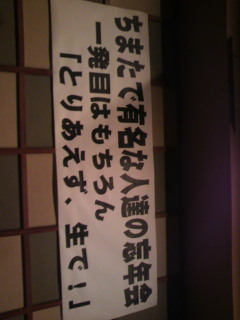 ちまたで有名な人達の忘年会
一発目はもちろん
「とりあえず、生で！」